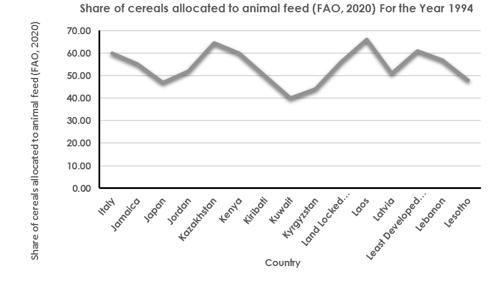 Share of cereals allocated to animal feed (FAO, 2020) For the Year 1994
Share of cereals allocated to animal feed (FAO, 2020)
70.00
60.00
50.00
40.00
30.00
20.00
10.00
0.00
Italy
Jamaica
Japan
Jordan
Kazakhstan
Kenya
Kiribati
Kuwait
Kyrgyzstan
Land Locked...
Laos
Latvia
Least Developed...
Lebanon
Lesotho
Country